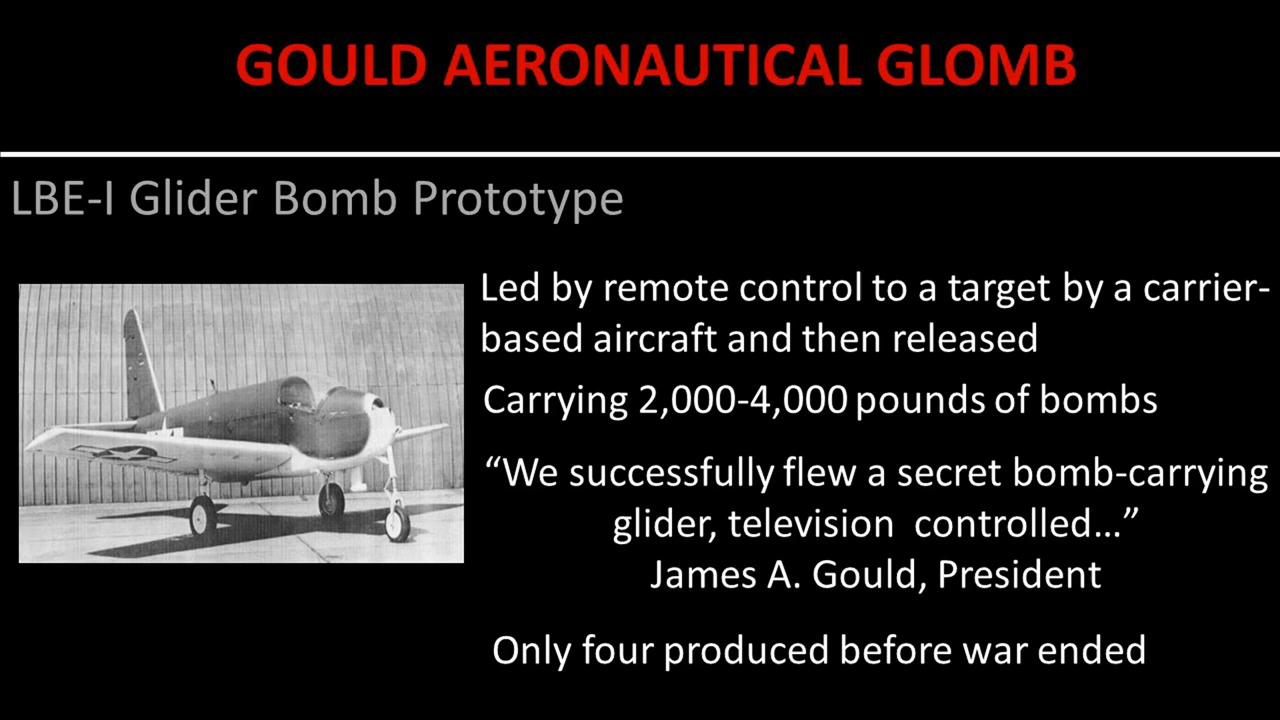 GOULD AERONAUTICAL GLOMB
LBE-I Glider Bomb Prototype
Led by remote control to a target by a carrier-
based aircraft and then released
Carrying 2,000-4,000 pounds of bombs
“We successfully flew a secret bomb-carrying
glider, television  controlled…”
James A. Gould, President
Only four produced before war ended